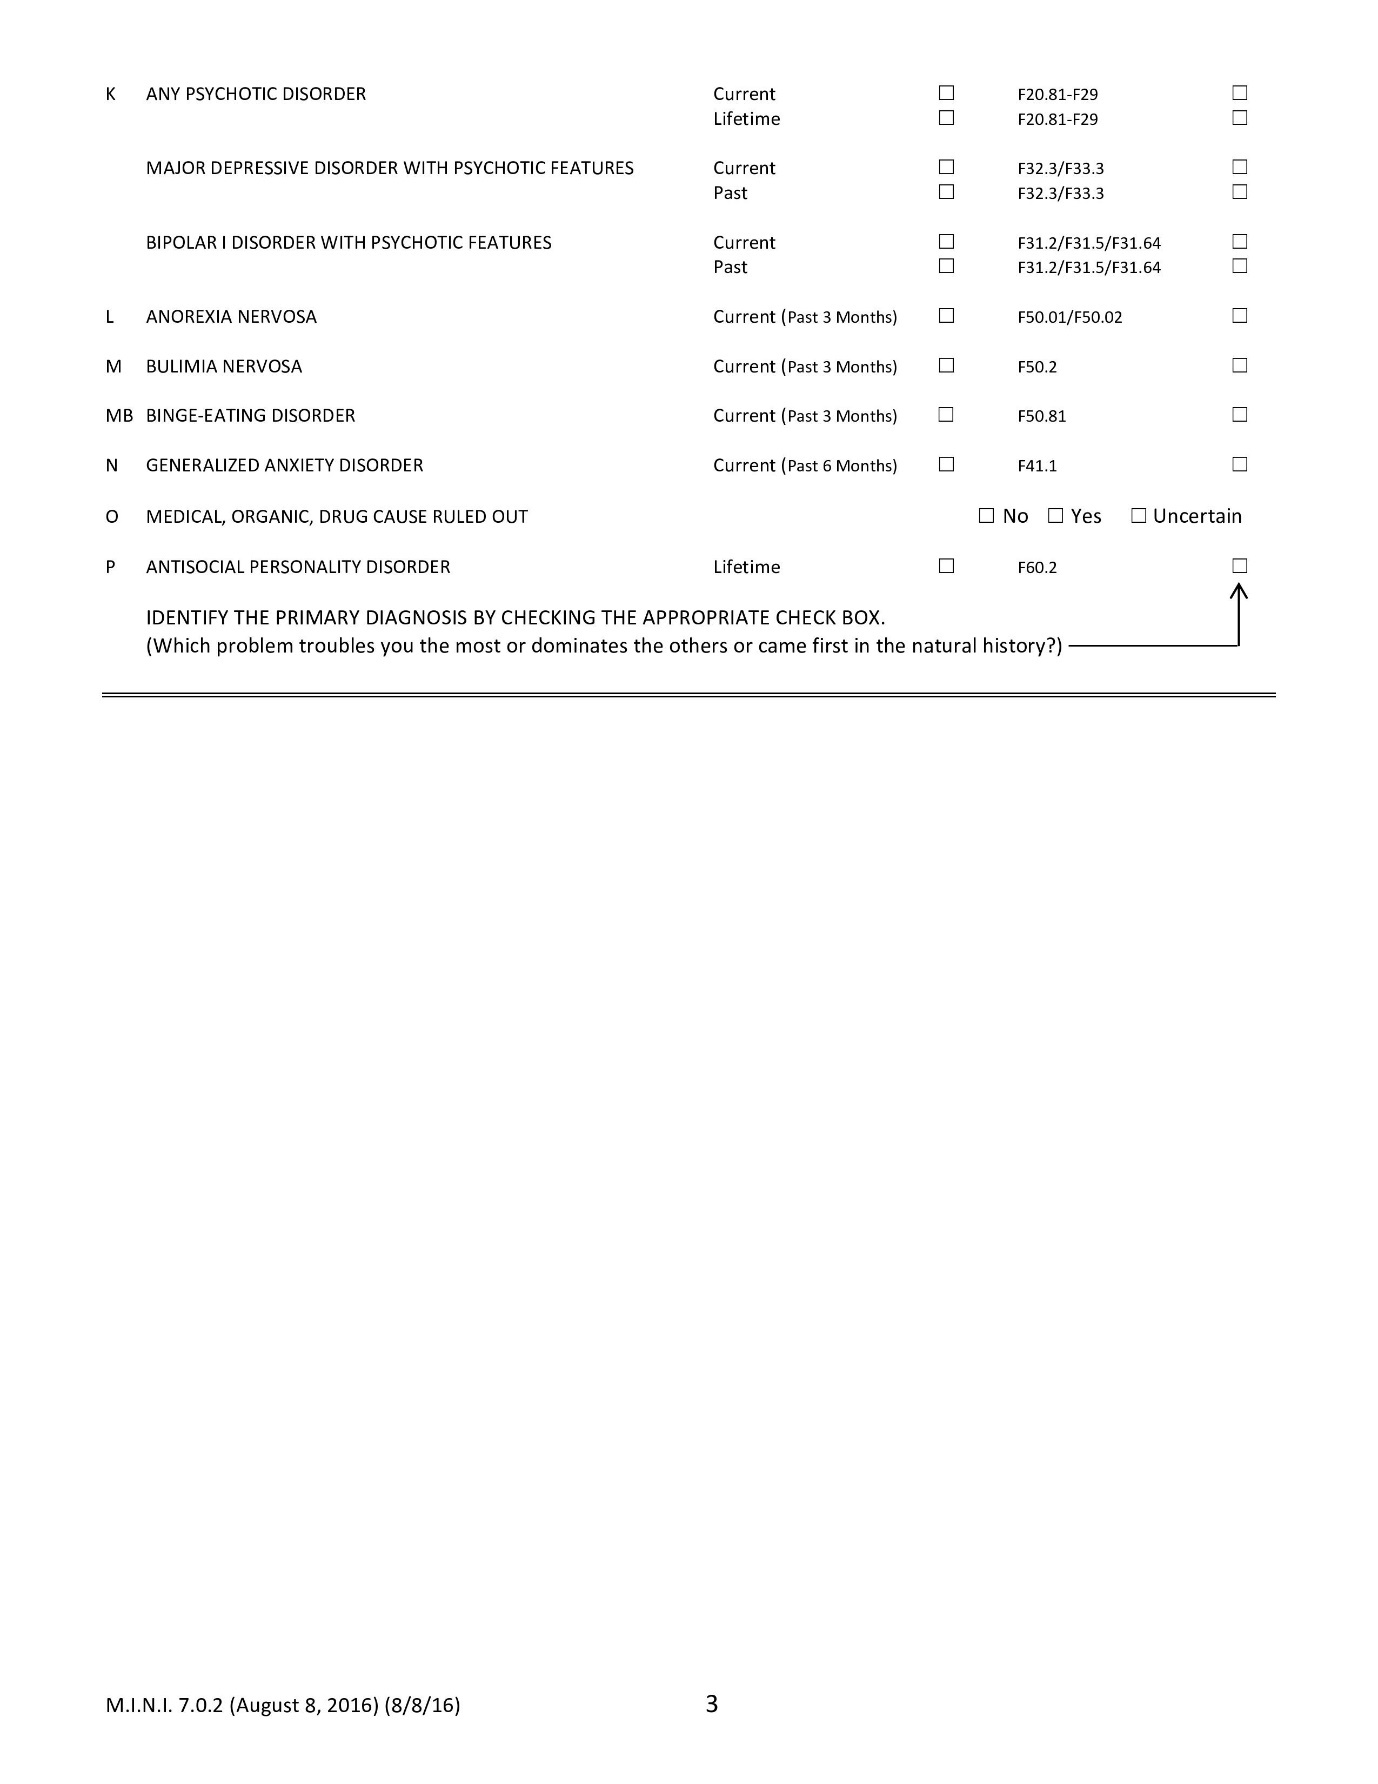 K ANY PSYCHOTIC DISORDER Current ☐ F20.81-F29 ☐
Lifetime ☐ F20.81-F29 ☐
MAJOR DEPRESSIVE DISORDER WITH PSYCHOTIC FEATURES Current ☐ F32.3/F33.3 ☐
Past ☐ F32.3/F33.3 ☐
BIPOLAR I DISORDER WITH PSYCHOTIC FEATURES Current ☐ F31.2/F31.5/F31.64 ☐
Past ☐ F31.2/F31.5/F31.64 ☐
L ANOREXIA NERVOSA Current (Past 3 Months) ☐ F50.01/F50.02 ☐
M BULIMIA NERVOSA Current (Past 3 Months) ☐ F50.2 ☐
MB BINGE-EATING DISORDER Current (Past 3 Months) ☐ F50.81 ☐
N GENERALIZED ANXIETY DISORDER Current (Past 6 Months) ☐ F41.1 ☐
O MEDICAL, ORGANIC, DRUG CAUSE RULED OUT ☐ No ☐ Yes ☐ Uncertain
P ANTISOCIAL PERSONALITY DISORDER Lifetime ☐ F60.2 ☐
IDENTIFY THE PRIMARY DIAGNOSIS BY CHECKING THE APPROPRIATE CHECK BOX.
(Which problem troubles you the most or dominates the others or came first in the natural history?)
M.I.N.I. 7.0.2 (August 8, 2016) (8/8/16) 3